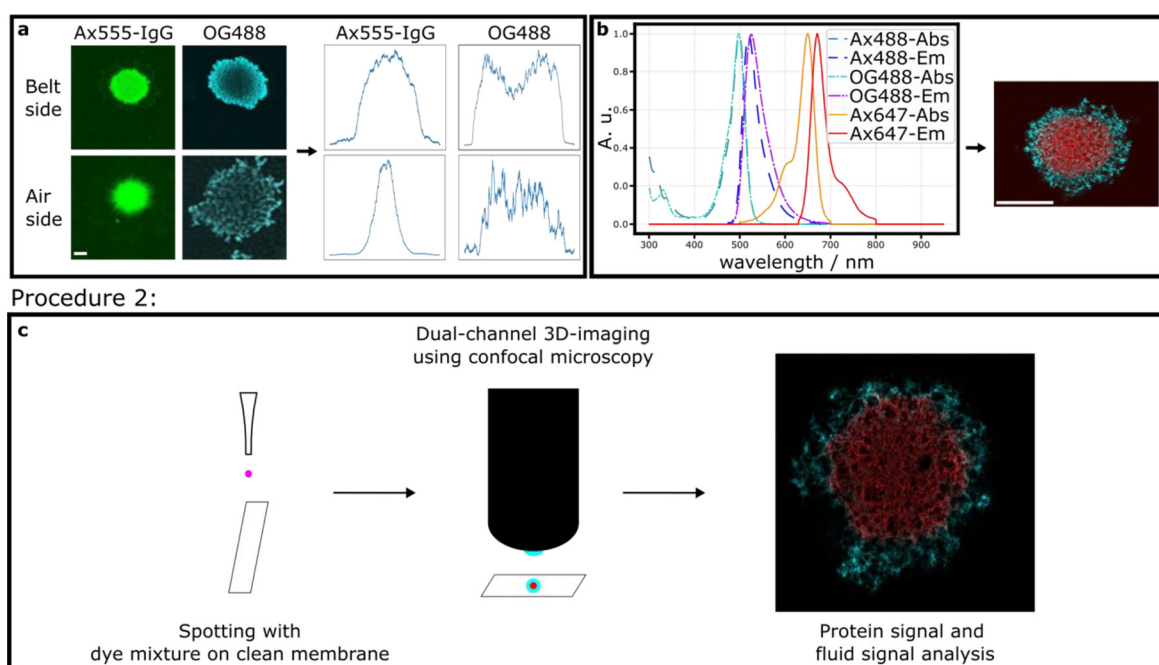 a
Ax555-IgG OG488 Ax555-IgG OG488
Belt
side
Air
side
b
A. u.
1.0
0.8
0.6
0.4
0.0
0.0
Ax488-Abs
Ax488-Em
OG488-Abs
OG488-Em
Ax647-Abs
Ax647-Em
300 400 500 600 700 800 900
wavelength / nm
Procedure 2:
c
Dual-channel 3D-imaging
using confocal microscopy
Spotting with
dye mixture on clean membrane
Protein signal and
fluid signal analysis